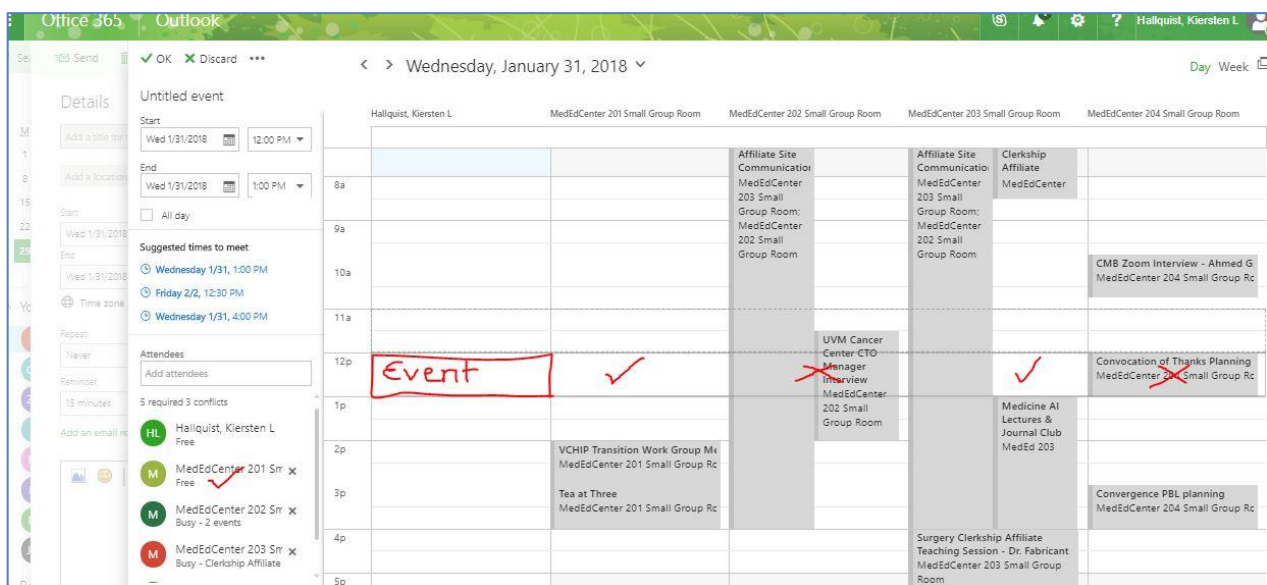 Office 365
Outlook
Hallquist, Kiersten L
Send
OK
Discard
Wednesday, January 31, 2018
Day Week
Details
Untitled event
Start
Wed 1/31/2018
12:00 PM
End
Wed 1/31/2018
1:00 PM
All day
Suggested times to meet
Wednesday 1/31, 1:00 PM
Friday 2/2, 12:30 PM
Wednesday 1/31, 4:00 PM
Attendees
Add attendees
5 required 3 conflicts
HL
Hallquist, Kiersten L
Free
M
MedEdCenter 201 Sm
Free
M
MedEdCenter 202 Sm
Busy - 2 events
M
MedEdCenter 203 Sm
Busy - Clerkship Affiliate
Add a title for
Add a location
Start
Wed 1/31/2018
End
Wed 1/31/2018
Time zone
Repeat
Never
Reminder
15 minutes
Add an email re
M
1
8
15
22
Hallquist, Kiersten L
MedEdCenter 201 Small Group Room
MedEdCenter 202 Small Group Room
MedEdCenter 203 Small Group Room
MedEdCenter 204 Small Group Room
8a
9a
10a
11a
12p
1p
2p
3p
4p
5p
Event
VCHIP Transition Work Group Me
MedEdCenter 201 Small Group Rc
Tea at Three
MedEdCenter 201 Small Group Rc
Affiliate Site
Communication
MedEdCenter
203 Small
Group Room;
MedEdCenter
202 Small
Group Room
UVM Cancer
Center CTO
Manager
Interview
MedEdCenter
202 Small
Group Room
Affiliate Site
Communicatio
MedEdCenter
203 Small
Group Room;
MedEdCenter
202 Small
Group Room
Clerkship
Affiliate
MedEdCenter
Medicine AI
Lectures &
Journal Club
MedEd 203
Surgery Clerkship Affiliate
Teaching Session - Dr. Fabricant
MedEdCenter 203 Small Group
Room
CMB Zoom Interview - Ahmed G
MedEdCenter 204 Small Group Rc
Convocation of Thanks Planning
MedEdCenter 204 Small Group Rc
Convergence PBL planning
MedEdCenter 204 Small Group Rc